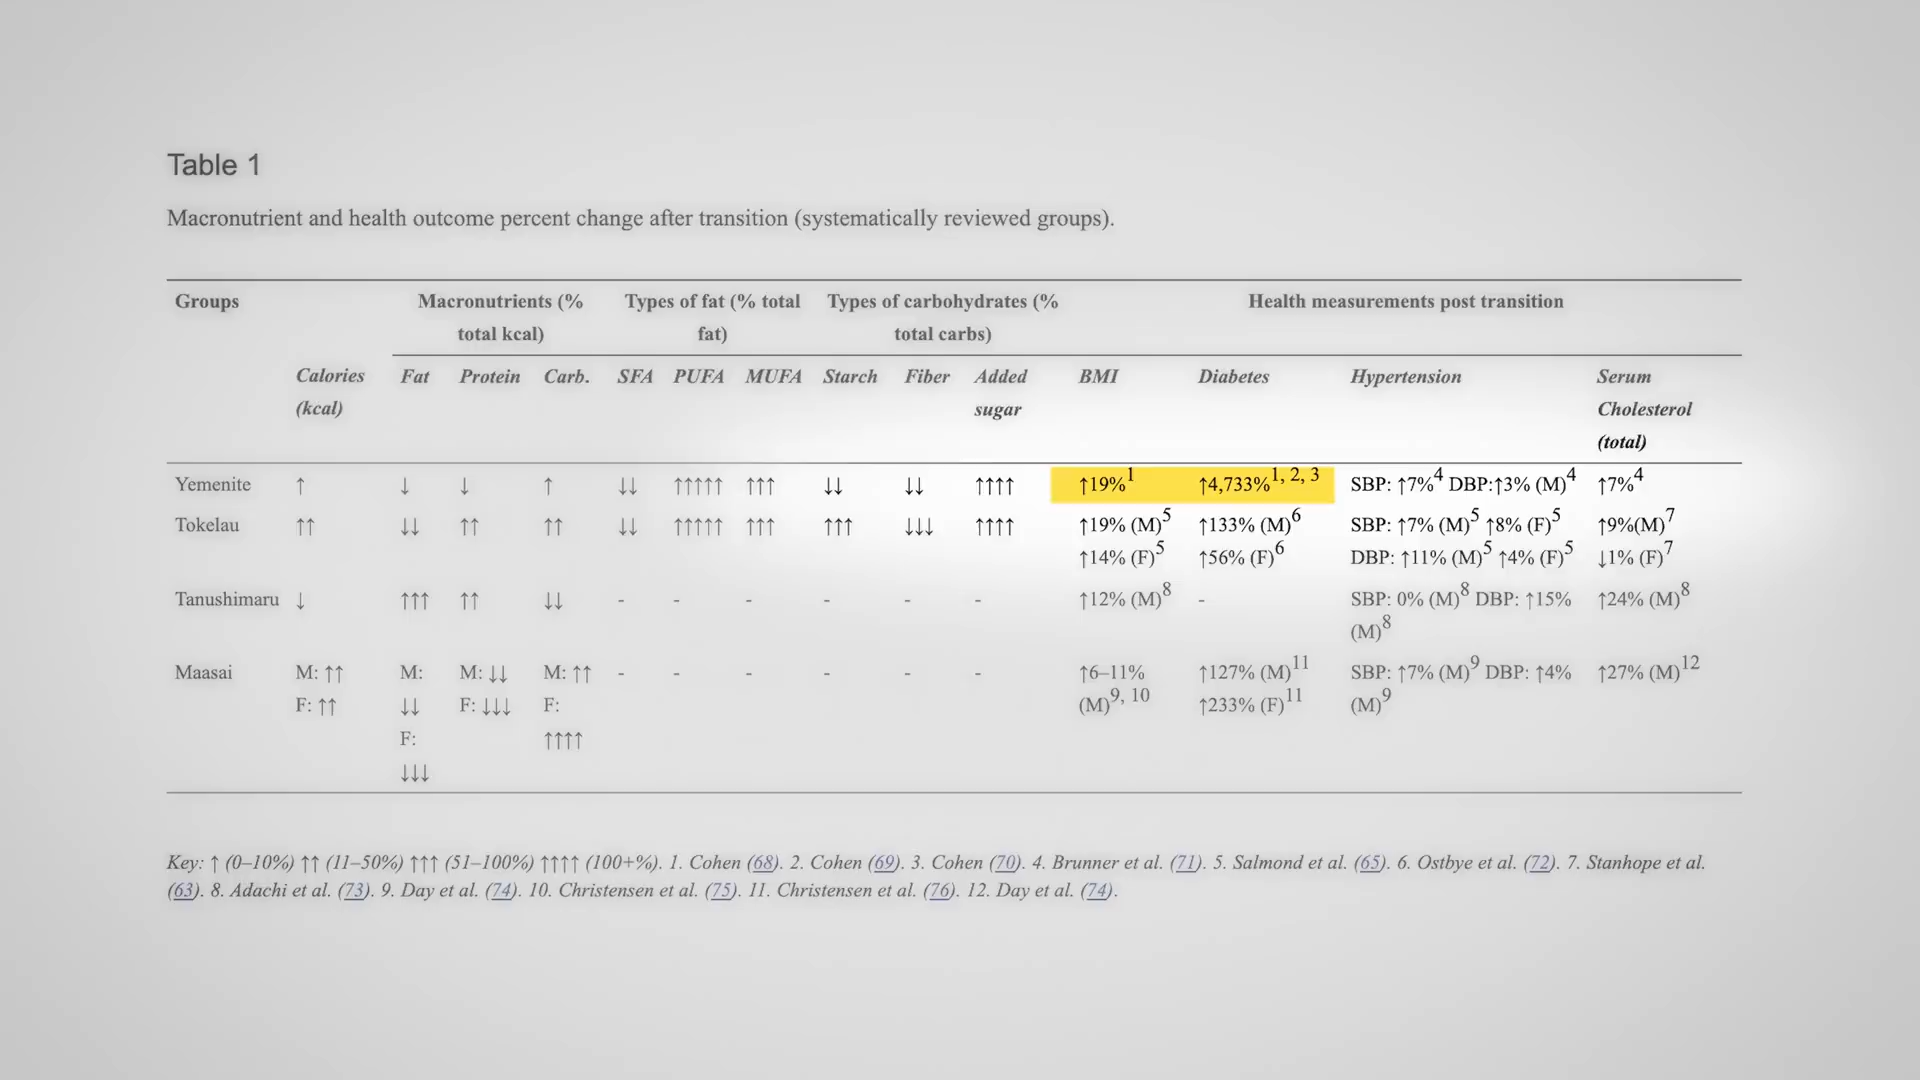 Table 1
Macronutrient and health outcome percent change after transition (systematically reviewed groups).
Groups Macronutrients (% Types of fat (% total Types of carbohydrates (% Health measurements post transition
total kcal) fat) total carbs)
Calories Fat Protein Carb. SFA PUFA MUFA Starch Fiber Added BMI Diabetes Hypertension Serum
(kcal) sugar Cholesterol
(total)
Yemenite ↑ ↓ ↓ ↑ ↓↓ ↑↑↑↑↑ ↑↑↑ ↓↓ ↓↓ ↑↑↑↑ ↑19%1 ↑4,733%1, 2, 3 SBP: ↑7%4 DBP:↑3% (M)4 ↑7%4
Tokelau ↑↑ ↓↓ ↑↑ ↑↑ ↓↓ ↑↑↑↑↑ ↑↑↑ ↑↑↑ ↓↓↓ ↑↑↑↑ ↑19% (M)5 ↑133% (M)6 SBP: ↑7% (M)5 ↑8% (F)5 ↑9%(M)7
↑14% (F)5 ↑56% (F)6 DBP: ↑11% (M)5 ↑4% (F)5 ↓1% (F)7
Tanushimaru ↓ ↑↑↑ ↑↑ ↓↓ - - - - - - ↑12% (M)8 - SBP: 0% (M)8 DBP: ↑15% ↑24% (M)8
(M)8
Maasai M: ↑↑ M: M: ↓↓ M: ↑↑ - - - - - - ↑6–11% ↑127% (M)11 SBP: ↑7% (M)9 DBP: ↑4% ↑27% (M)12
F: ↑↑ ↓↓ F: ↓↓↓ F: (M)9, 10 ↑233% (F)11 (M)9
F: ↑↑↑↑
↓↓↓
Key: ↑ (0–10%) ↑↑ (11–50%) ↑↑↑ (51–100%) ↑↑↑↑ (100+%). 1. Cohen (68). 2. Cohen (69). 3. Cohen (70). 4. Brunner et al. (71). 5. Salmond et al. (65). 6. Ostbye et al. (72). 7. Stanhope et al.
(63). 8. Adachi et al. (73). 9. Day et al. (74). 10. Christensen et al. (75). 11. Christensen et al. (76). 12. Day et al. (74).